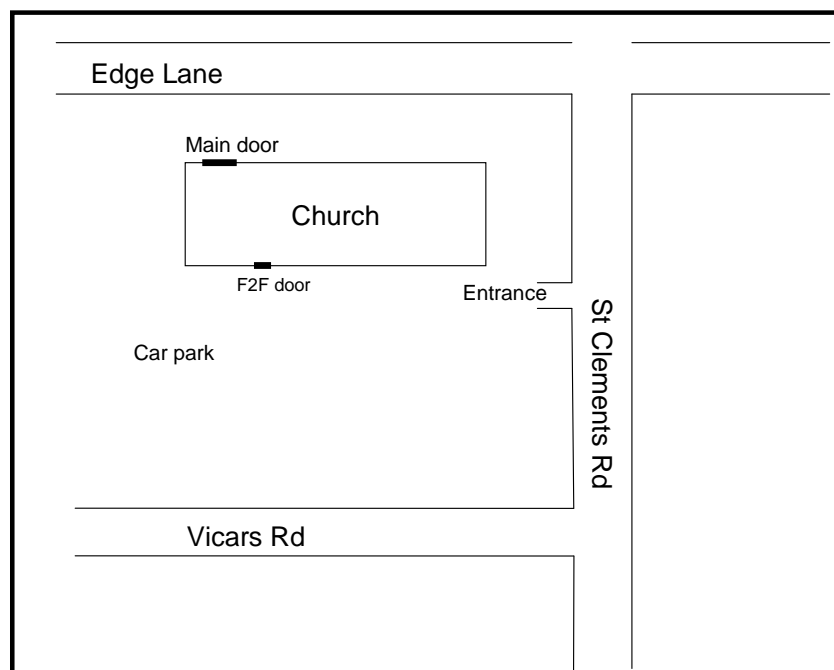 Edge Lane
Main door
Church
F2F door
Entrance
St Clements Rd
Car park
Vicars Rd